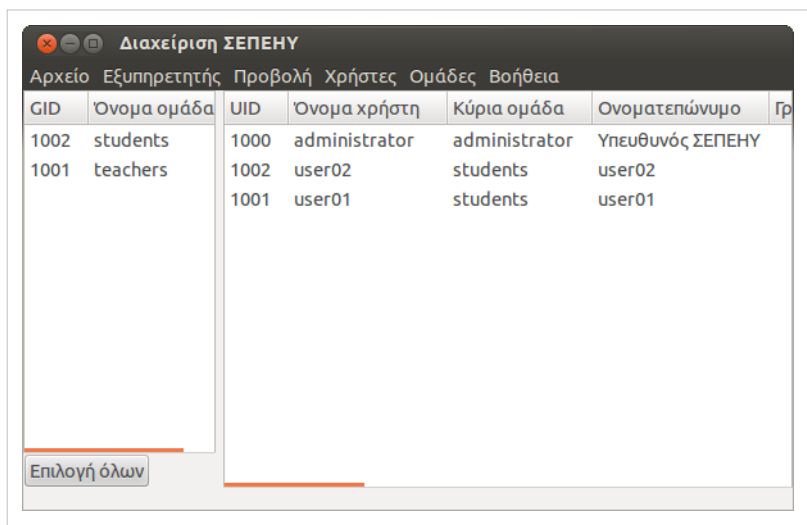 Διαχείριση ΣΕΠΕΗΥ
Αρχείο Εξυπηρετητής Προβολή Χρήστες Ομάδες Βοήθεια
GID Όνομα ομάδα UID Όνομα χρήστη Κύρια ομάδα Ονοματεπώνυμο Γρ
1002 students 1000 administrator administrator Υπευθυνός ΣΕΠΕΗΥ
1001 teachers 1002 user02 students user02
1001 user01 students user01
Επιλογή όλων